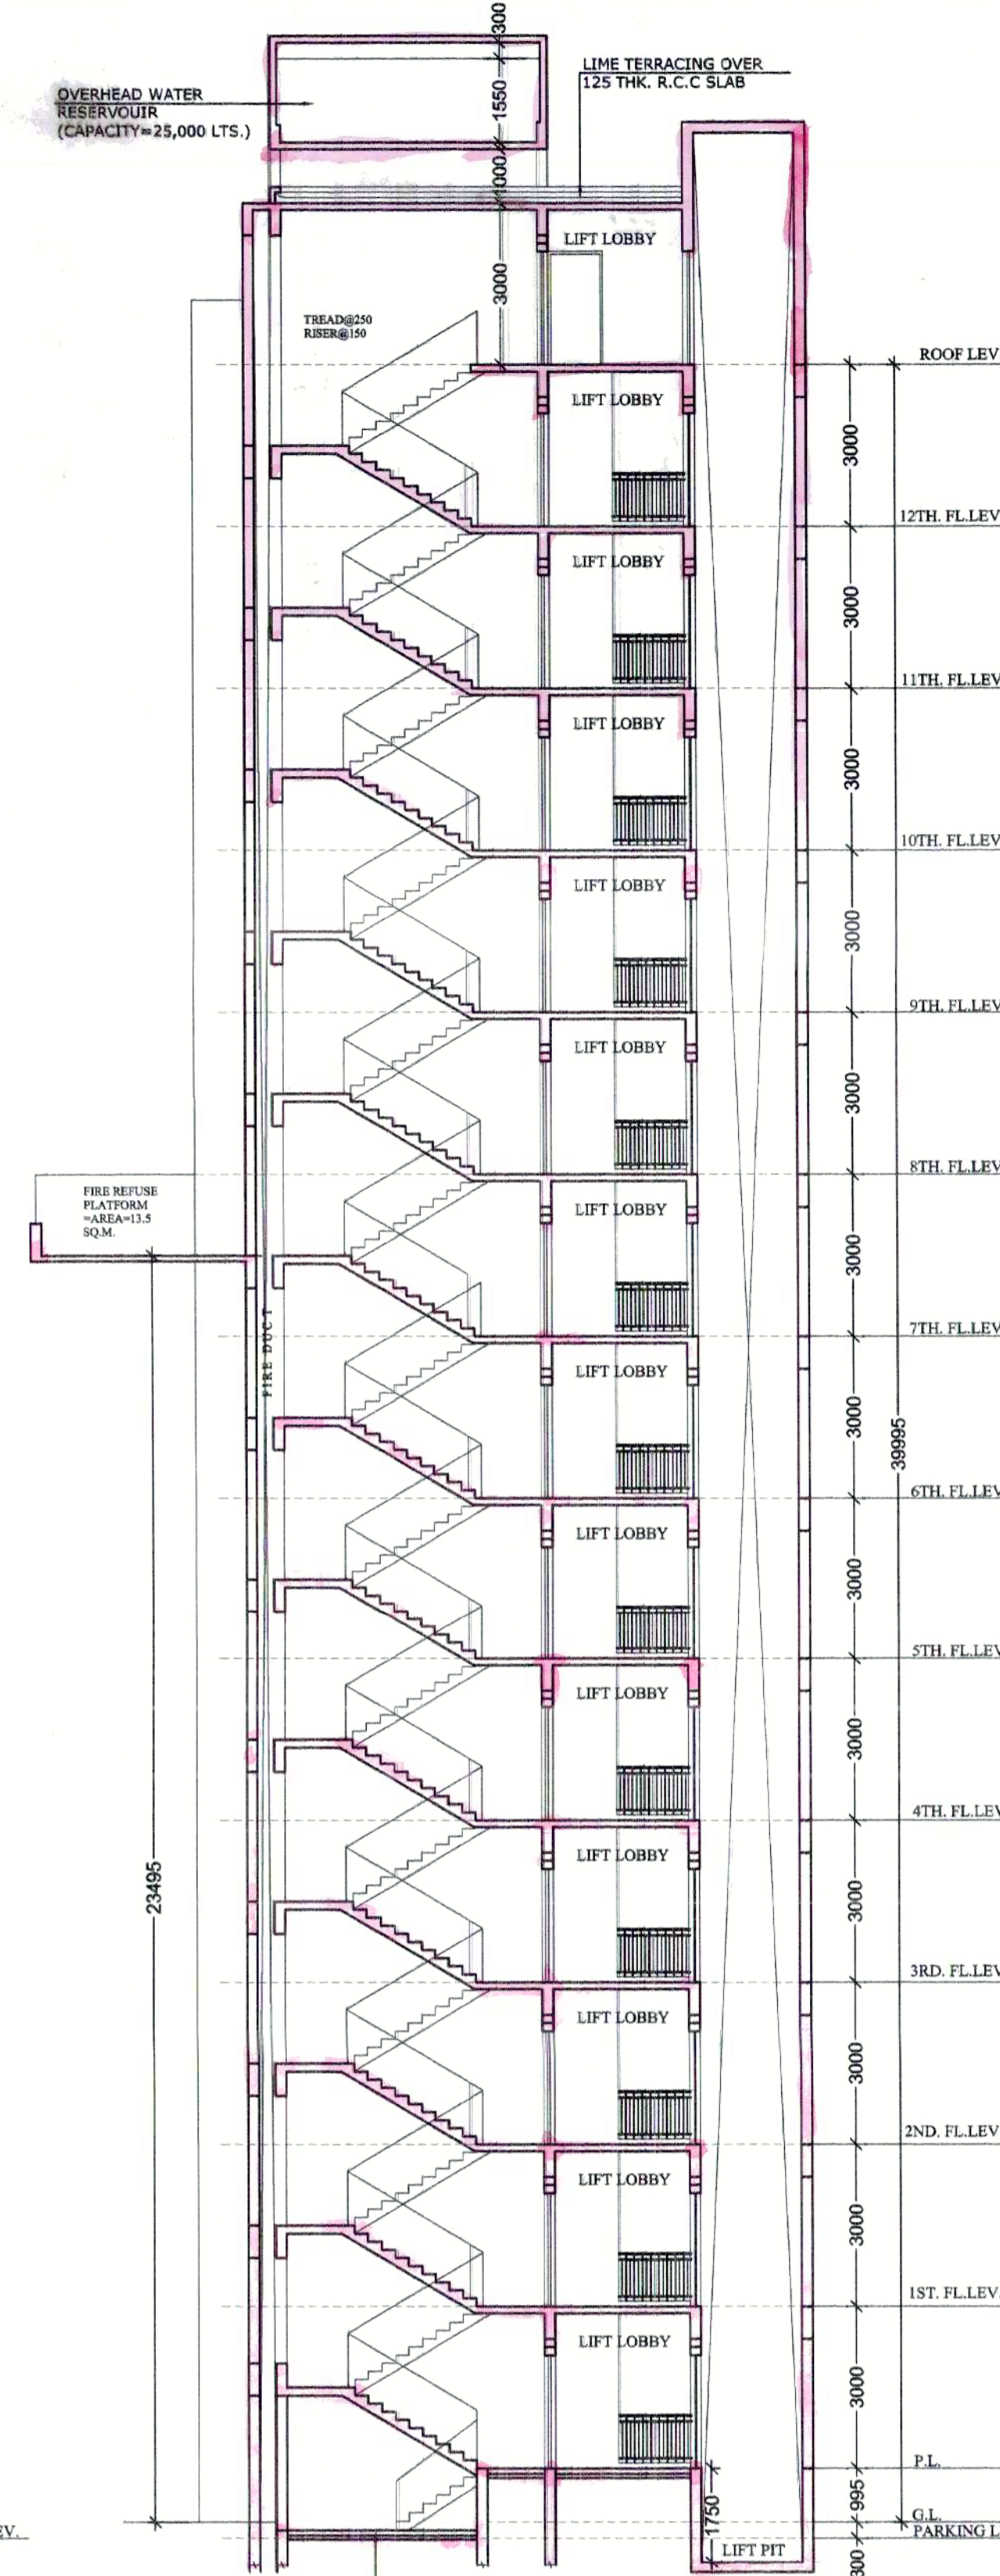 300
LIME TERRACING OVER
125 THK. R.C.C SLAB
OVERHEAD WATER
RESERVOUIR
(CAPACITY=25,000 LTS.)
1550
1000
LIFT LOBBY
3000
TREAD@250
RISER@150
ROOF LEV
LIFT LOBBY
3000
12TH. FL.LEV
LIFT LOBBY
3000
11TH. FL.LEV
LIFT LOBBY
3000
10TH. FL.LEV
LIFT LOBBY
3000
9TH. FL.LEV
LIFT LOBBY
3000
8TH. FL.LEV
FIRE REFUSE
PLATFORM
=AREA=13.5
SQ.M.
LIFT LOBBY
3000
FIRE DUCT
7TH. FL.LEV
LIFT LOBBY
3000
39995
6TH. FL.LEV
LIFT LOBBY
3000
5TH. FL.LEV
LIFT LOBBY
3000
4TH. FL.LEV
LIFT LOBBY
23495
3000
3RD. FL.LEV
LIFT LOBBY
3000
2ND. FL.LEV
LIFT LOBBY
3000
1ST. FL.LEV.
LIFT LOBBY
3000
P.L.
1750
995
G.L.
EV.
PARKING L
LIFT PIT
300